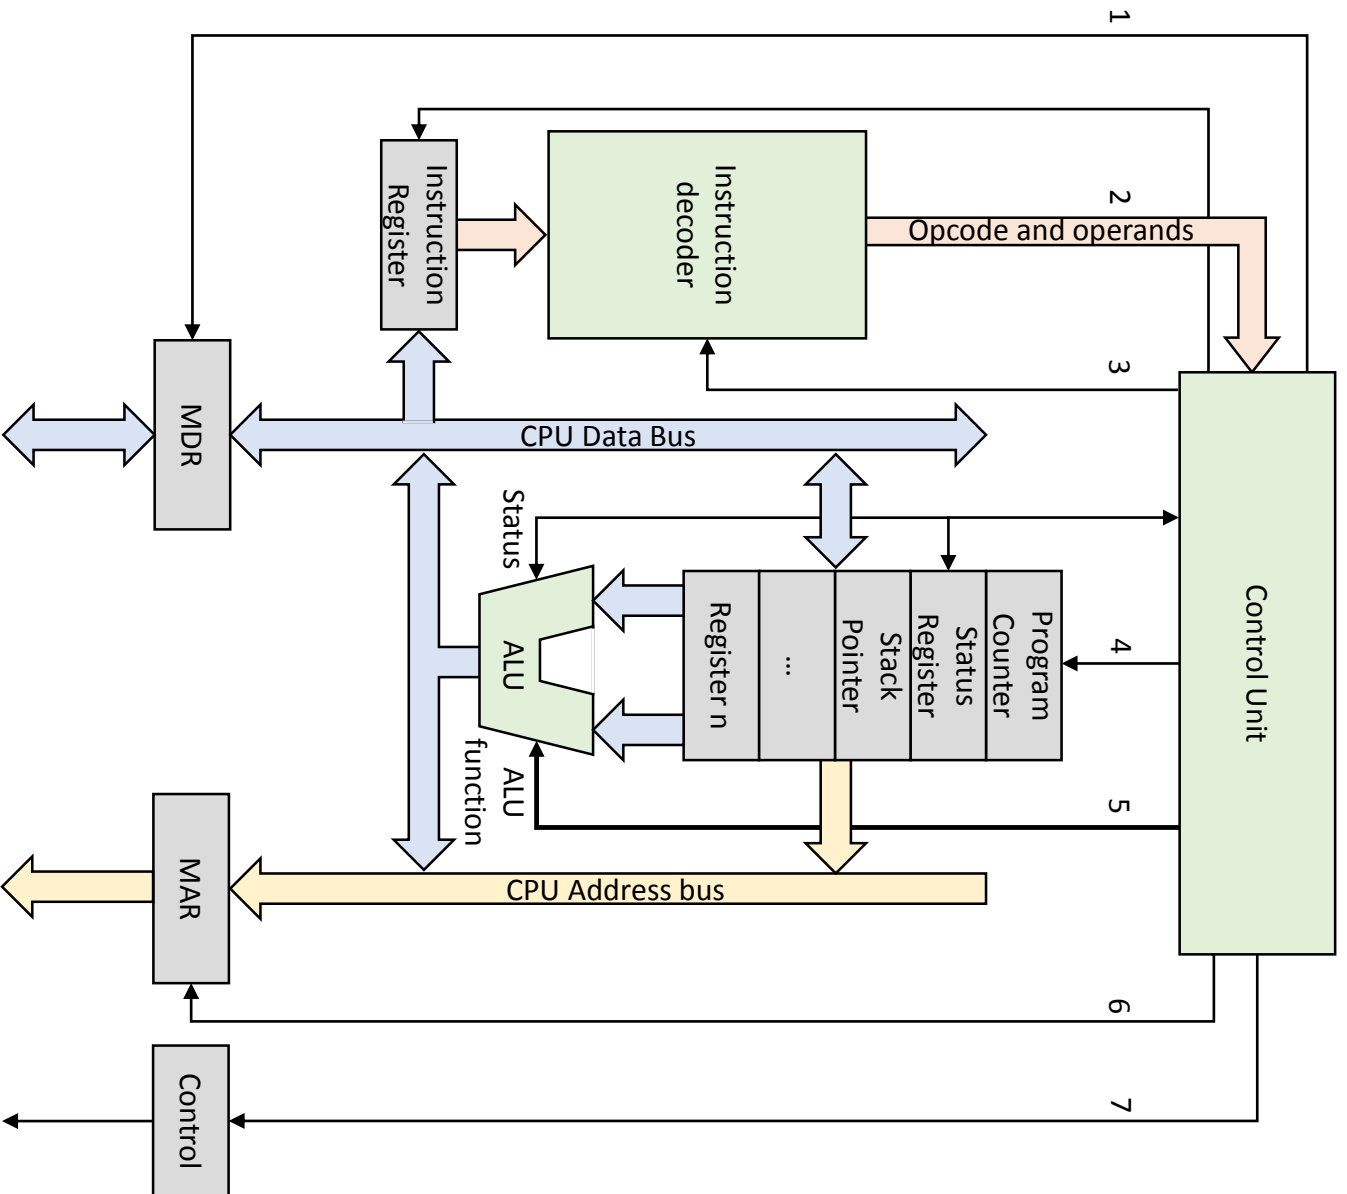 1
2
3
4
5
6
7
Instruction
Register
Instruction
decoder
Opcode and operands
Control Unit
MDR
CPU Data Bus
Status
ALU
ALU
function
Program
Counter
Status
Register
Stack
Pointer
...
Register n
MAR
CPU Address bus
Control